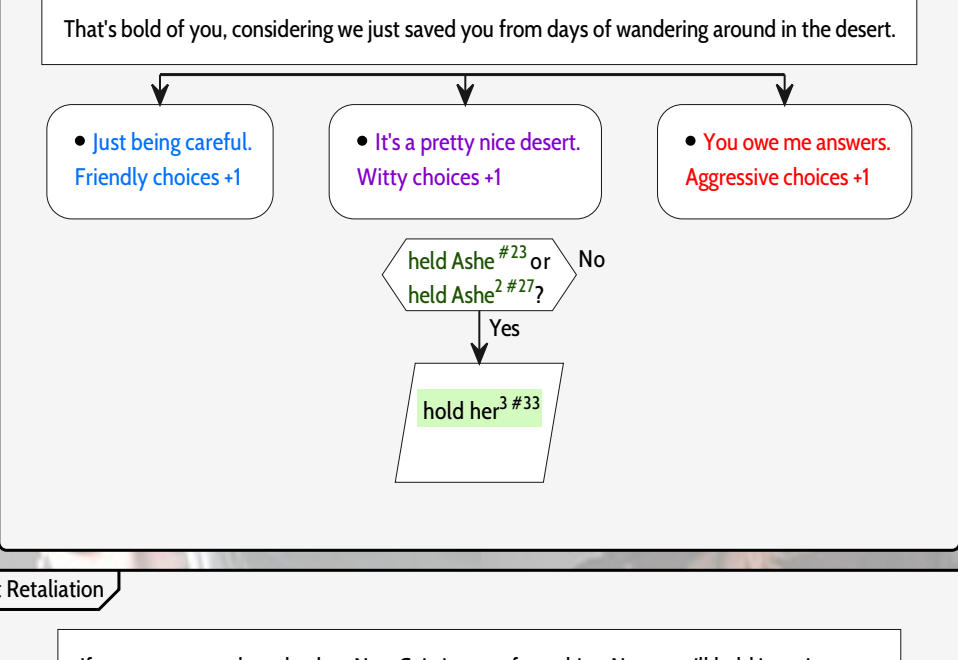 That's bold of you, considering we just saved you from days of wandering around in the desert.
• Just being careful.
Friendly choices +1
• It's a pretty nice desert.
Witty choices +1
• You owe me answers.
Aggressive choices +1
held Ashe #23 or
held Ashe2 #27?
No
Yes
hold her3 #33
Retaliation